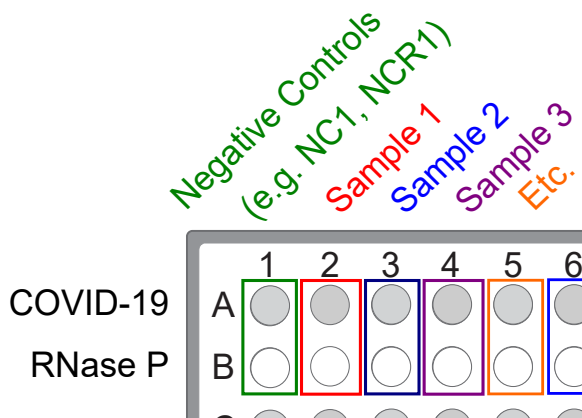 Negative Controls
(e.g. NC1, NCR1)
Sample 1
Sample 2
Sample 3
Etc.
1 2 3 4 5 6
COVID-19 A
RNase P B